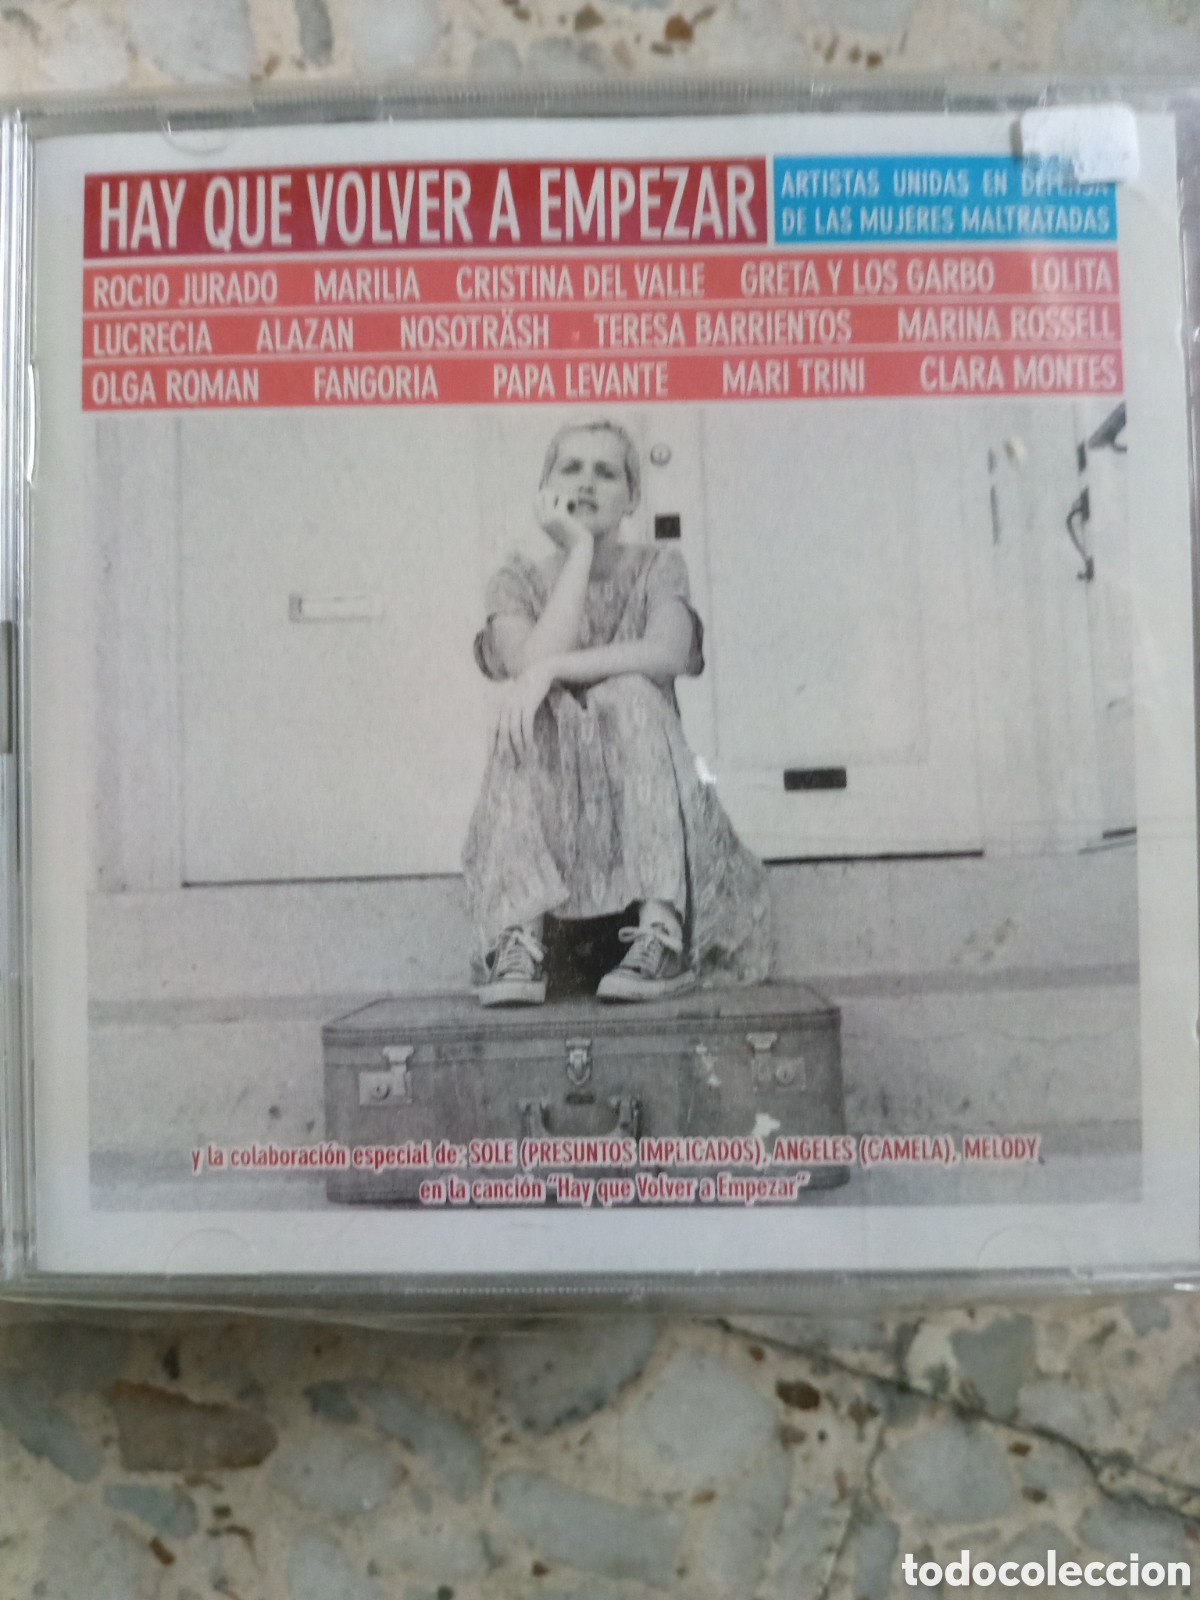 HAY QUE VOLVER A EMPEZAR
ARTISTAS UNIDAS EN DEFENSA
DE LAS MUJERES MALTRATADAS
ROCIO JURADO MARILIA CRISTINA DEL VALLE GRETA Y LOS GARBO LOLITA
LUCRECIA ALAZAN NOSOTRÄSH TERESA BARRIENTOS MARINA ROSSELL
OLGA ROMAN FANGORIA PAPA LEVANTE MARI TRINI CLARA MONTES
y la colaboración especial de: SOLE (PRESUNTOS IMPLICADOS), ANGELES (CAMELA), MELODY
en la canción "Hay que Volver a Empezar"
todocoleccion